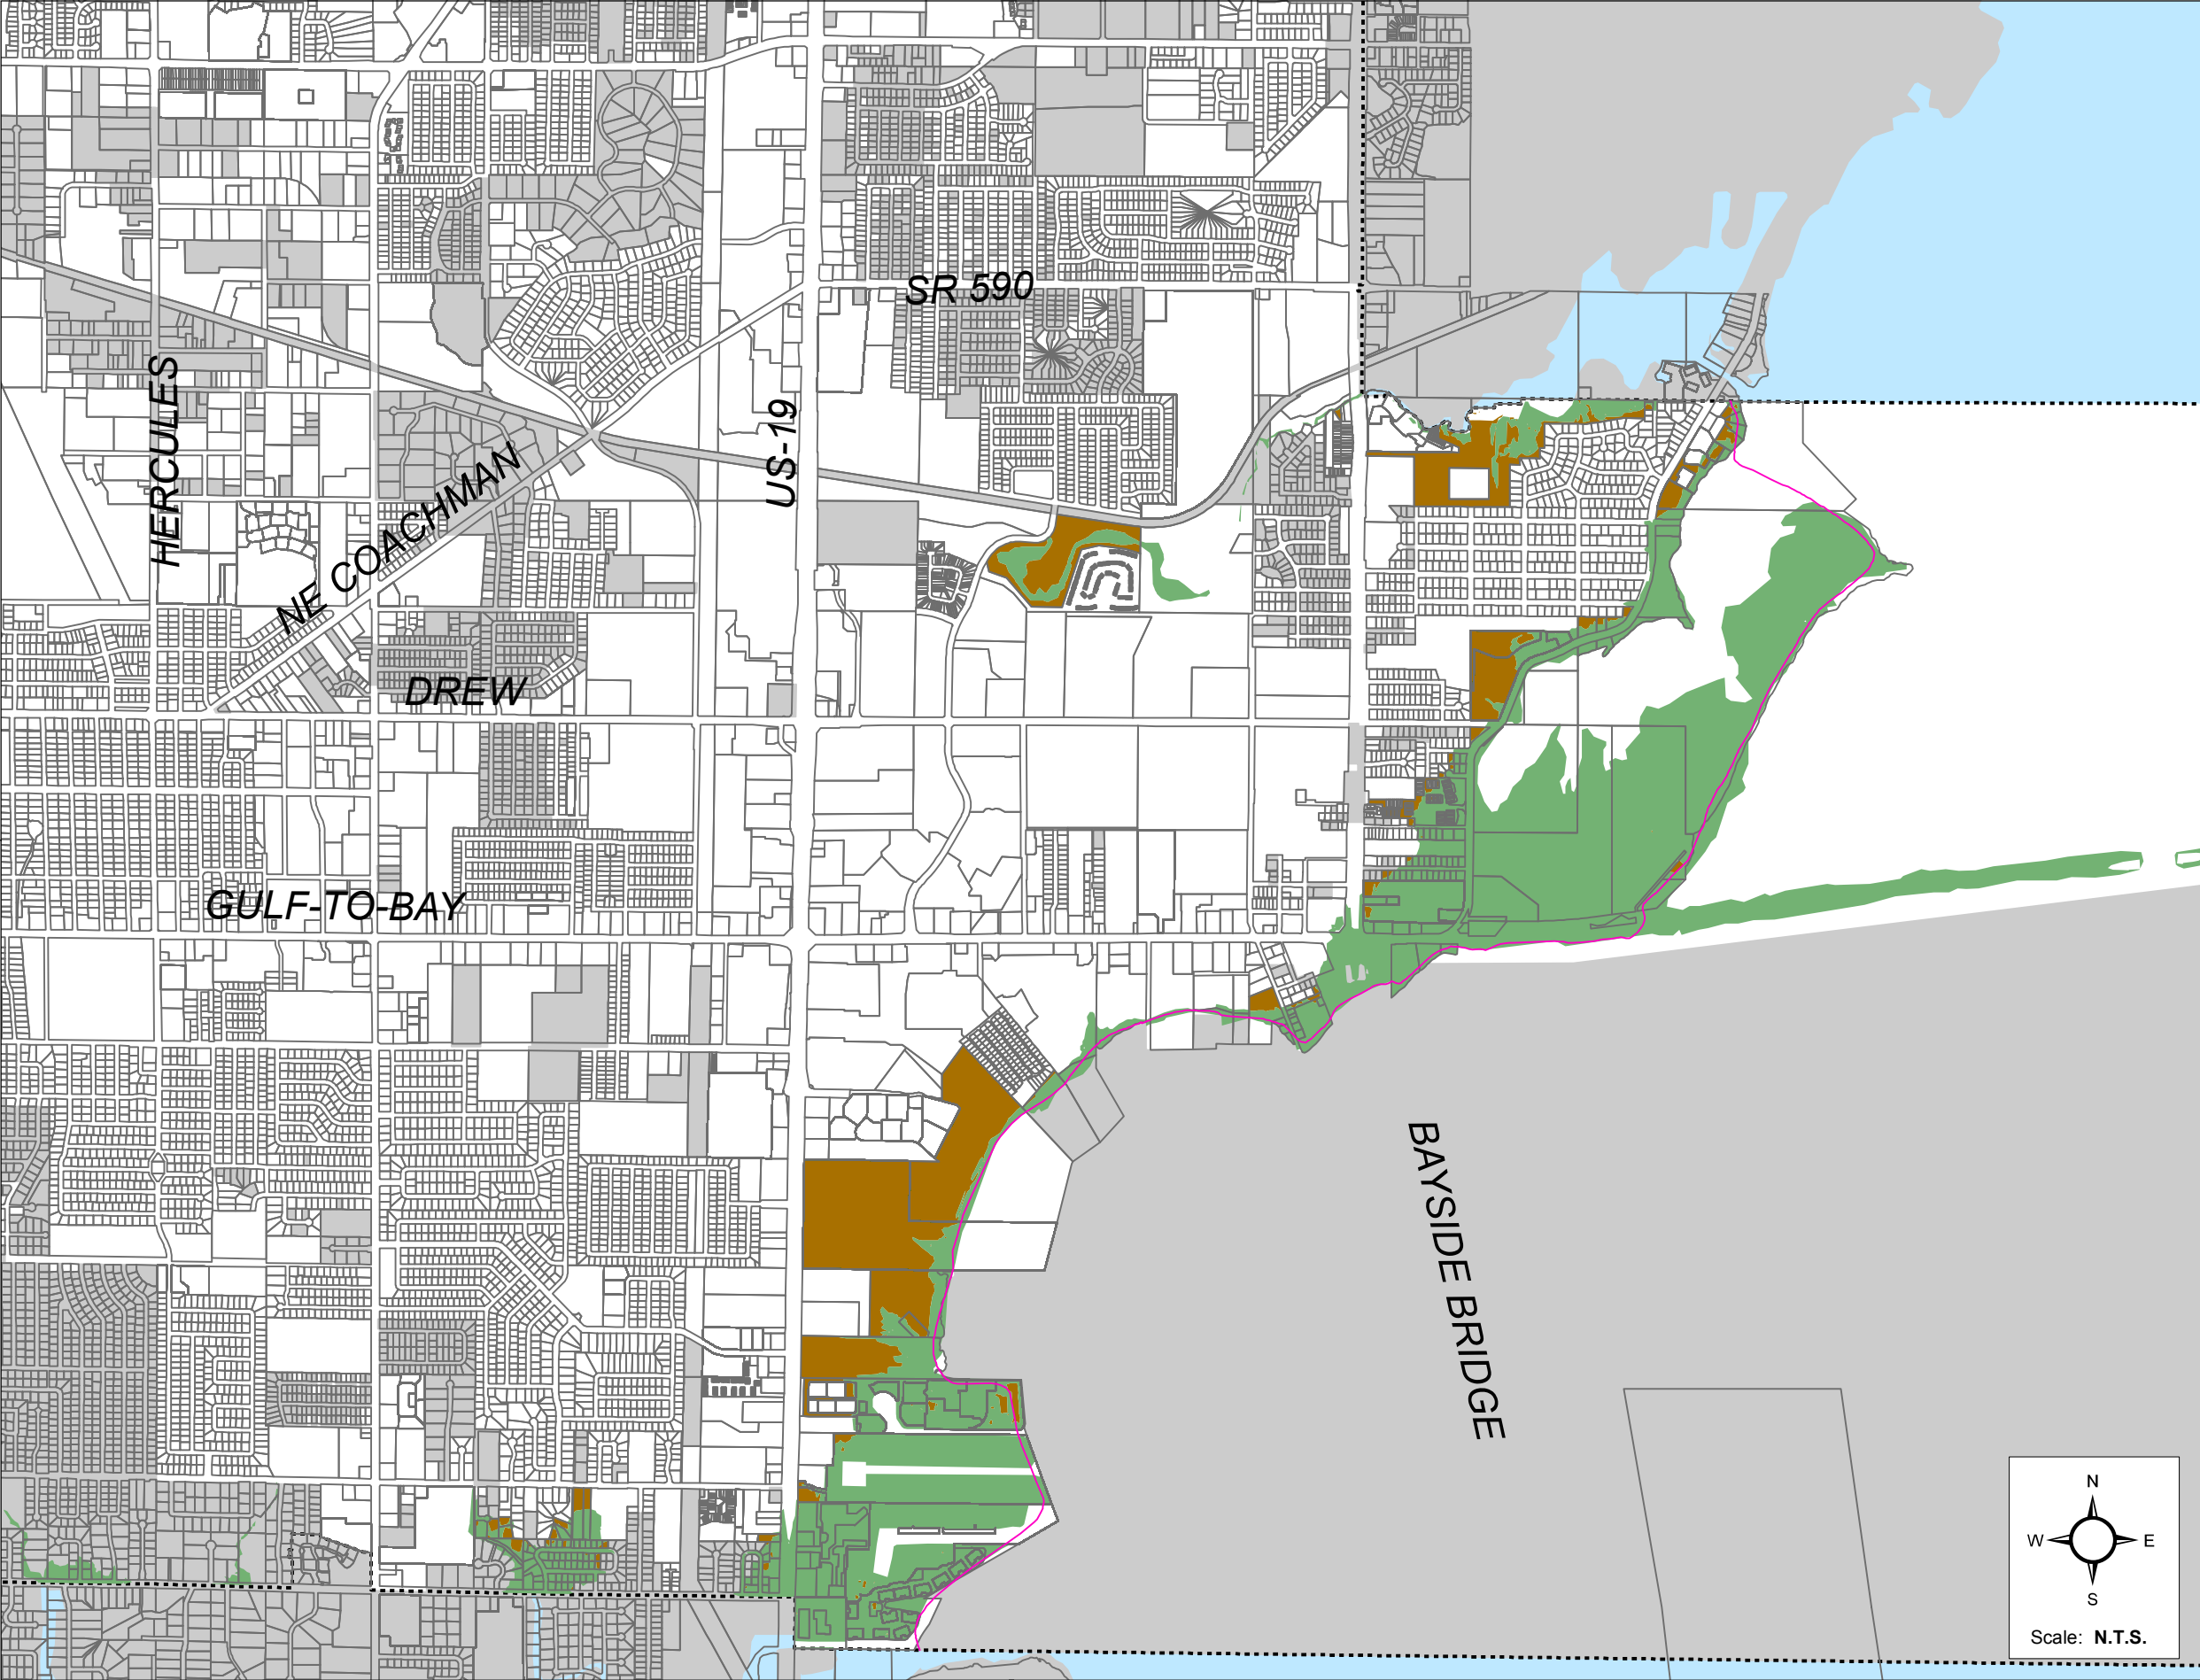 SR 590
HERCULES
US-19
NE COACHMAN
DREW
GULF-TO-BAY
BAYSIDE BRIDGE
N
W E
S
Scale: N.T.S.